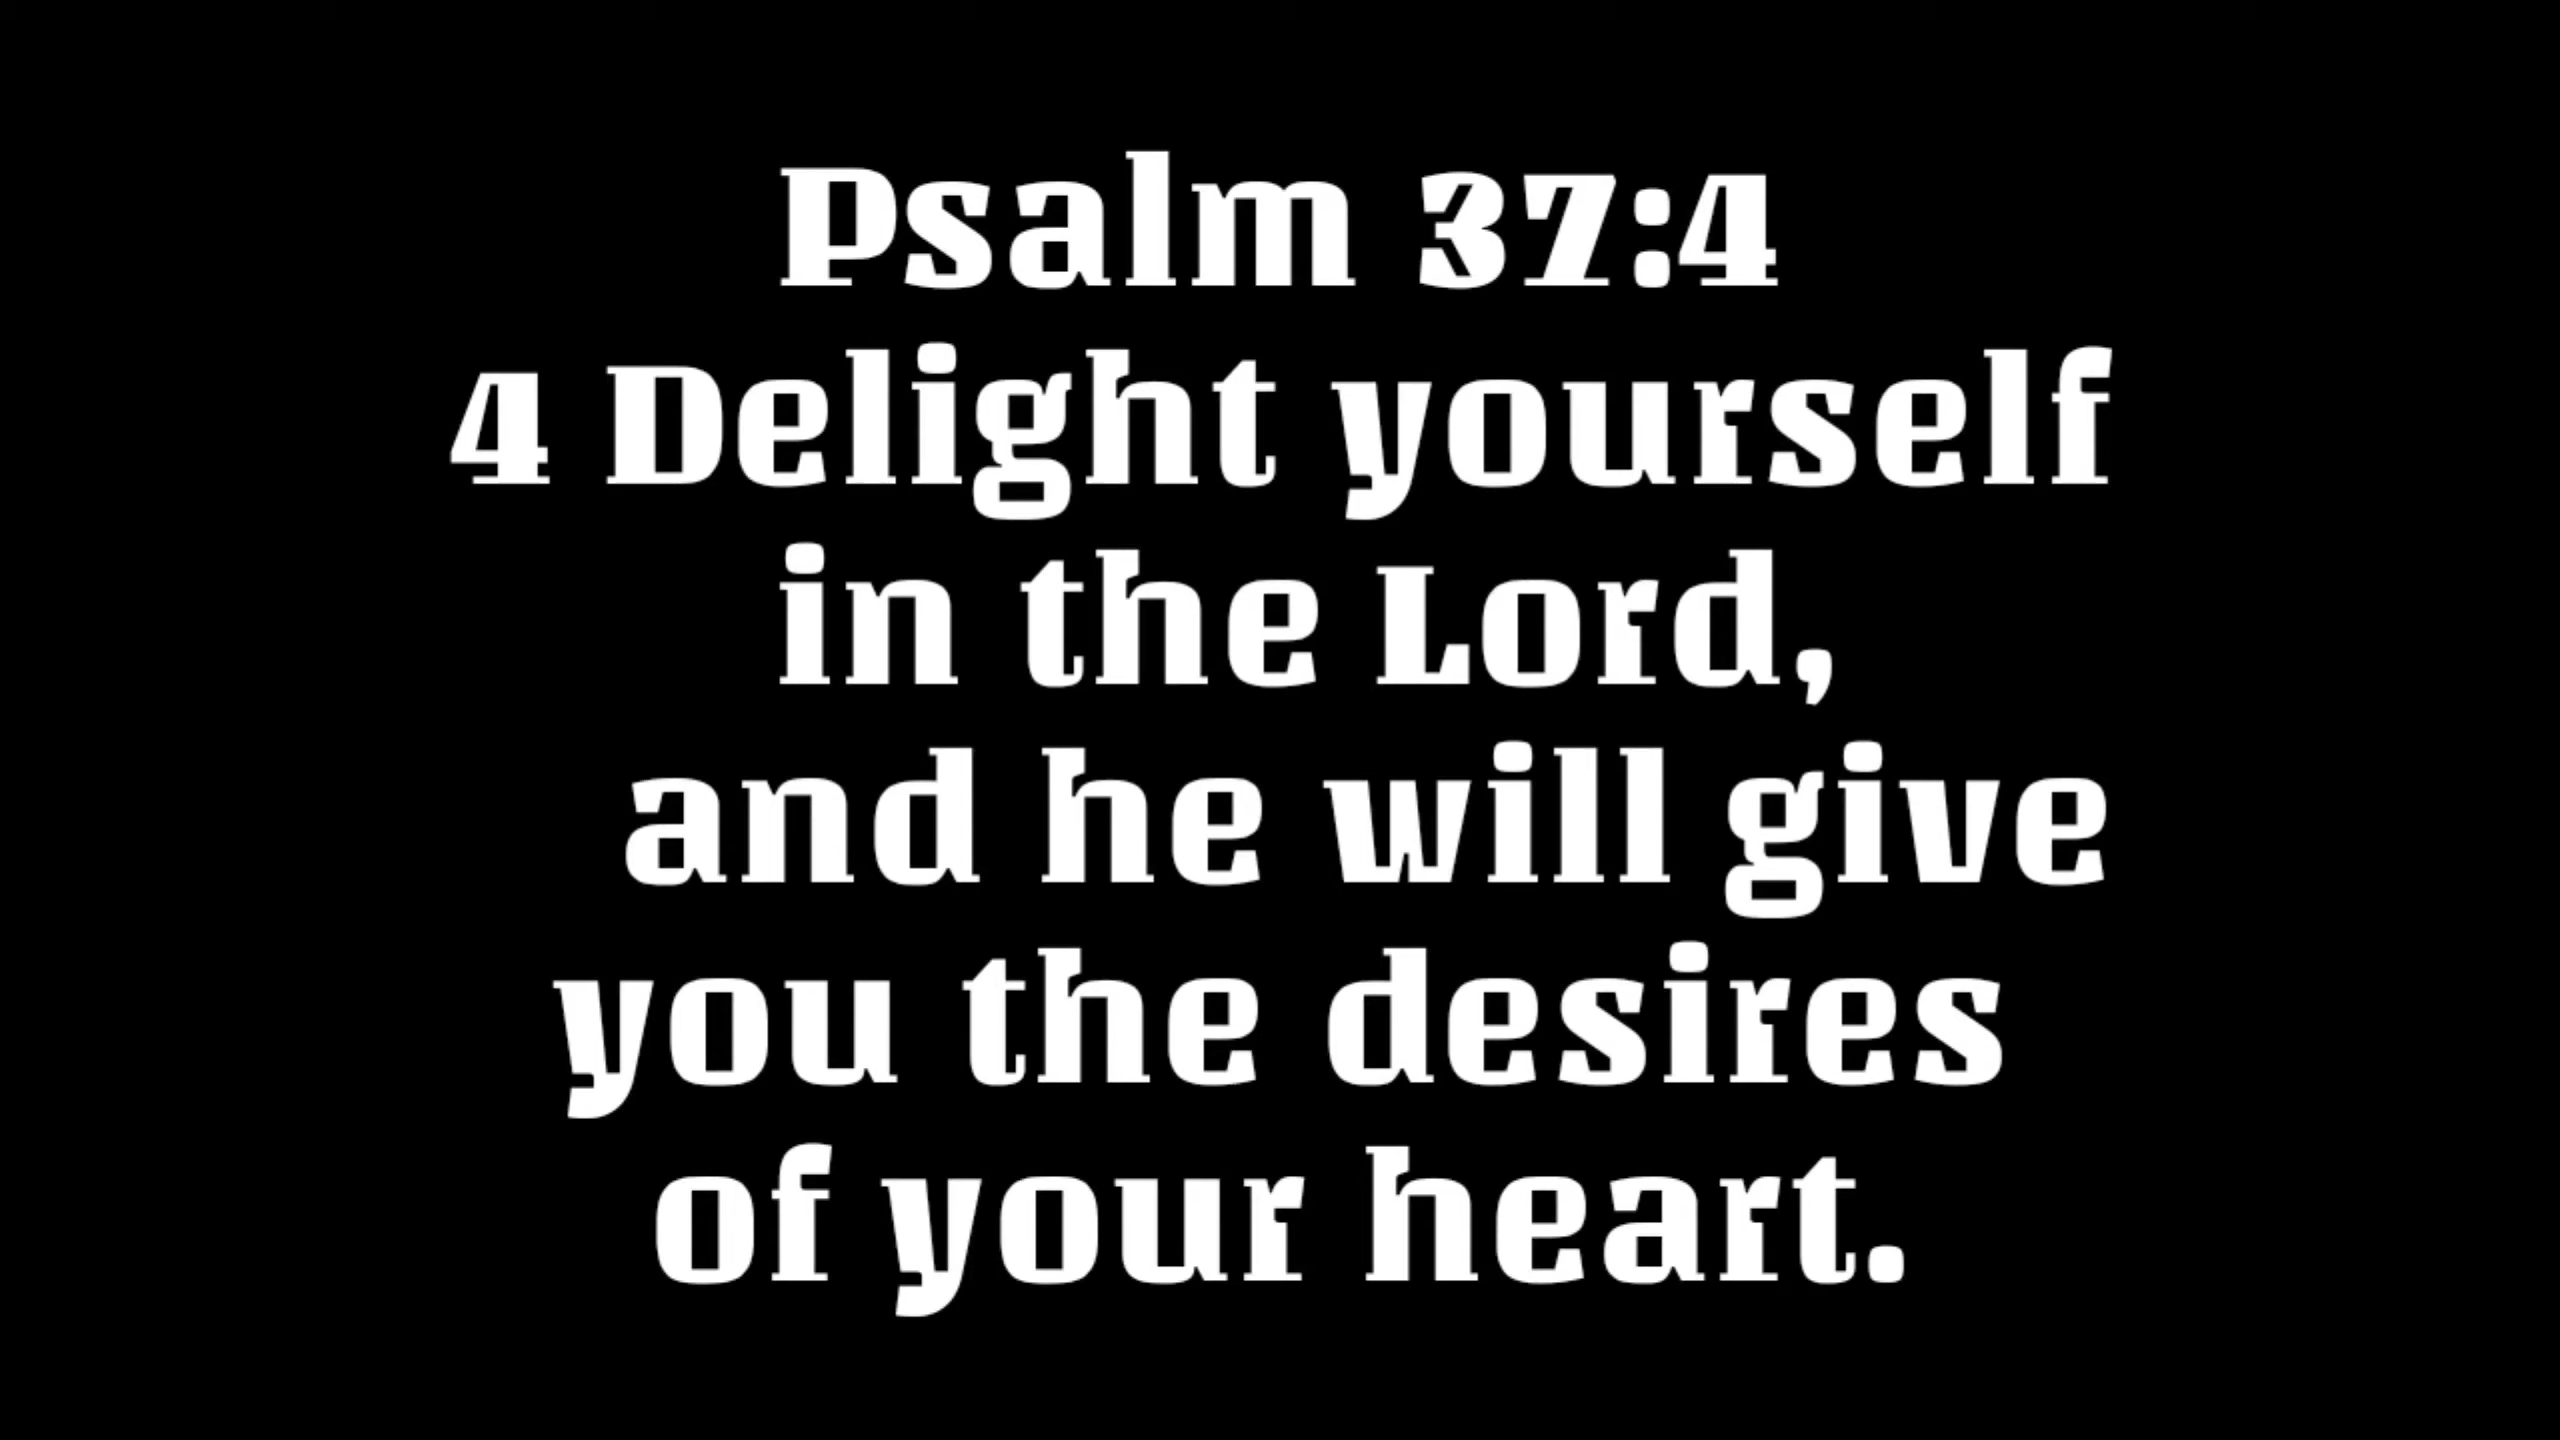 Psalm 37:4
4 Delight yourself
in the Lord,
and he will give
you the desires
of your heart.